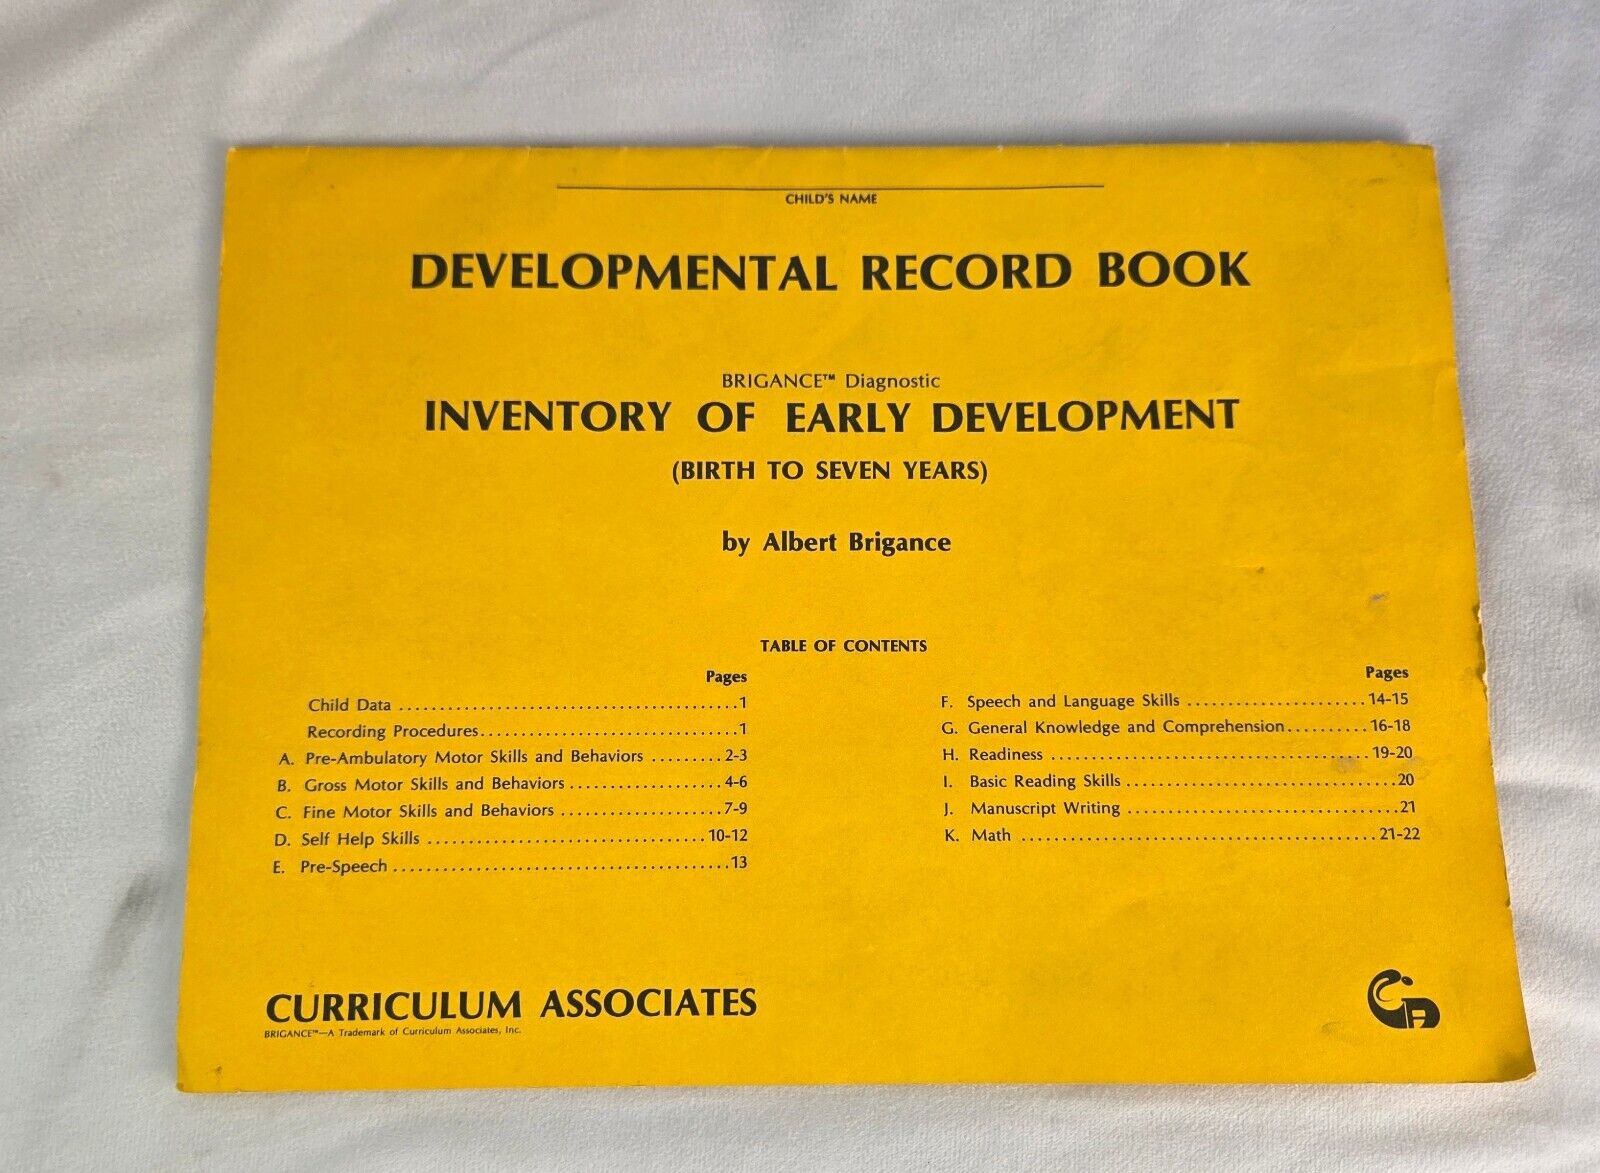 CHILD'S NAME
DEVELOPMENTAL RECORD BOOK
BRIGANCE™ Diagnostic
INVENTORY OF EARLY DEVELOPMENT
(BIRTH TO SEVEN YEARS)
by Albert Brigance
TABLE OF CONTENTS
Pages
Child Data ........................................1
Recording Procedures...............................1
A. Pre-Ambulatory Motor Skills and Behaviors .........2-3
B. Gross Motor Skills and Behaviors ...................4-6
C. Fine Motor Skills and Behaviors ....................7-9
D. Self Help Skills ..................................10-12
E. Pre-Speech ........................................13
Pages
F. Speech and Language Skills ......................14-15
G. General Knowledge and Comprehension..........16-18
H. Readiness ......................................19-20
I. Basic Reading Skills .................................20
J. Manuscript Writing .................................21
K. Math ...........................................21-22
CURRICULUM ASSOCIATES
BRIGANCE™—A Trademark of Curriculum Associates, Inc.
CA